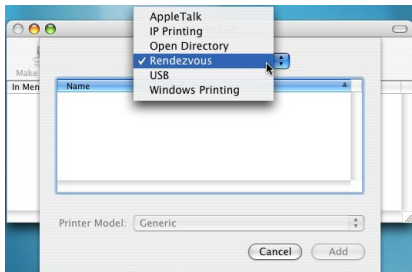 AppleTalk
IP Printing
Open Directory
✓ Rendezvous
USB
Windows Printing
Make
In Men
Name
Printer Model: Generic
Cancel Add